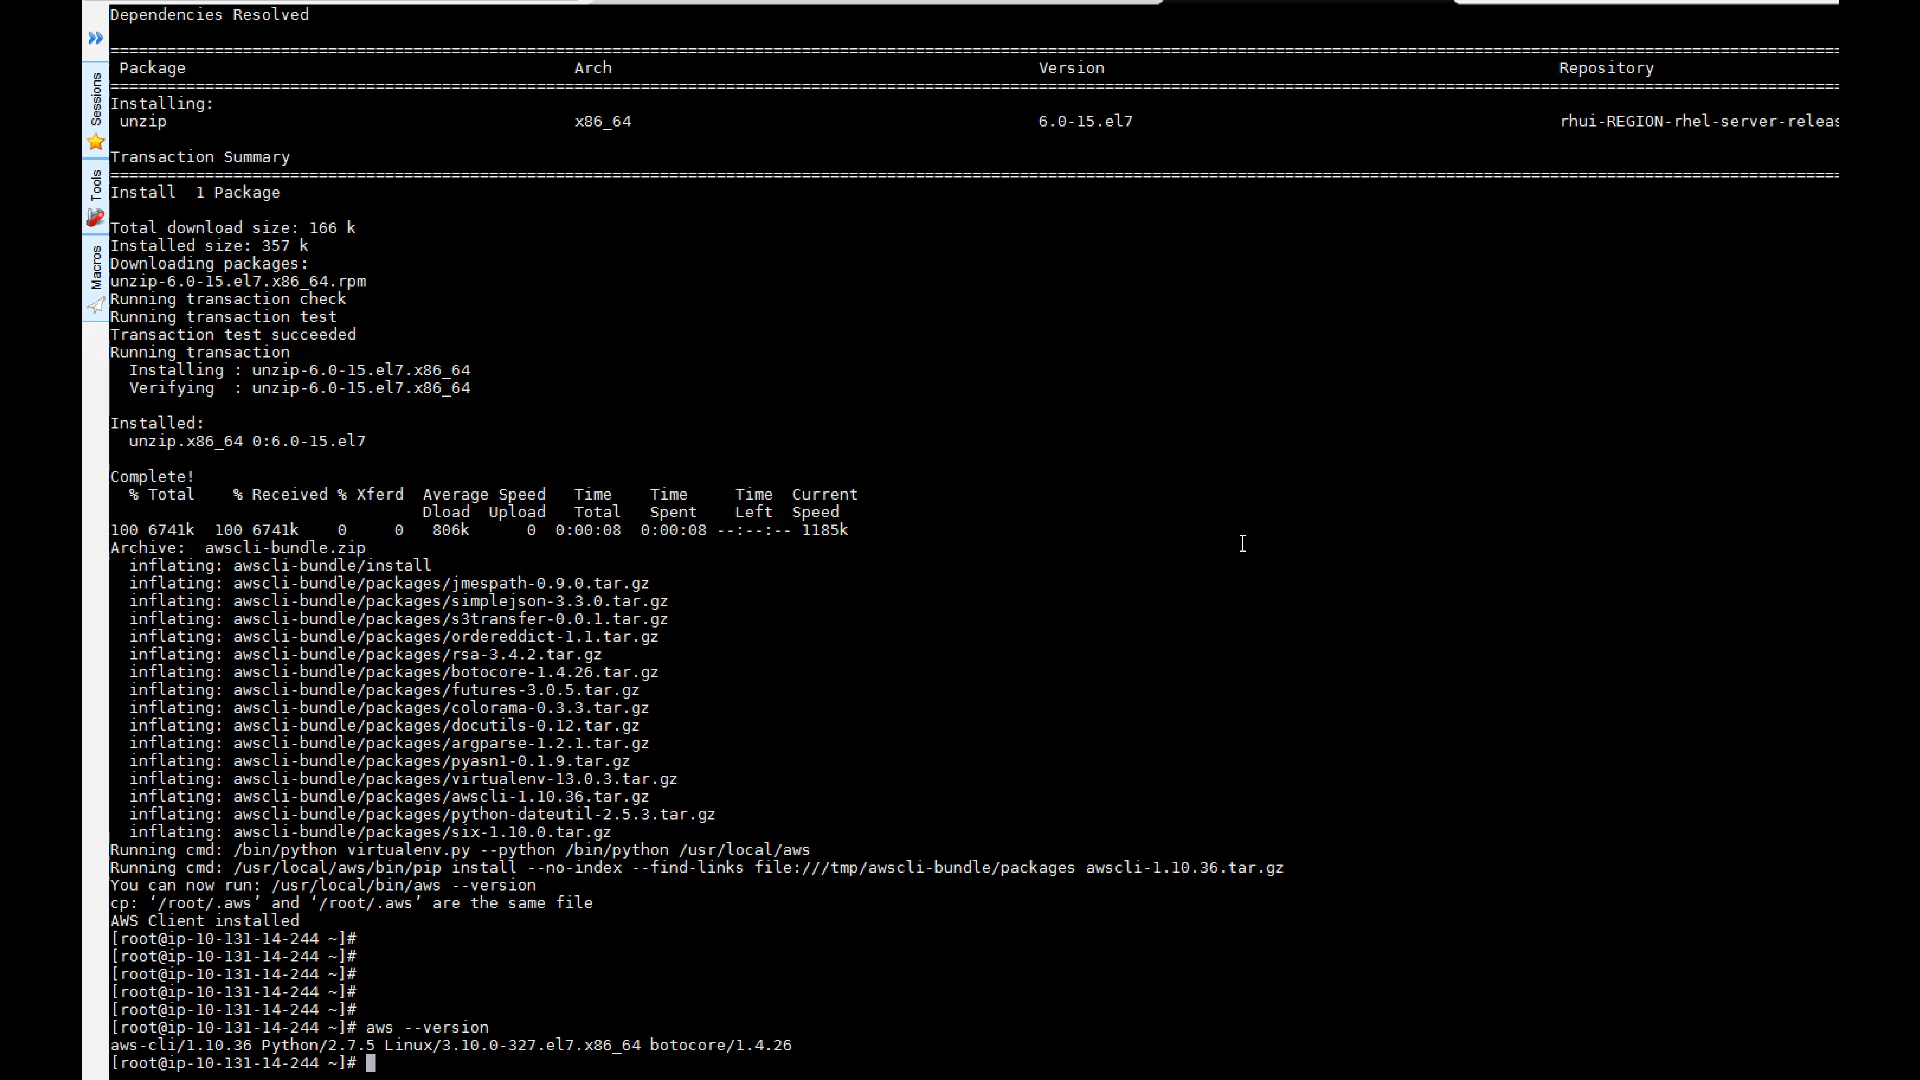 Dependencies Resolved
================================================================================
Package Arch Version Repository
================================================================================
Installing:
unzip x86_64 6.0-15.el7 rhui-REGION-rhel-server-releas
Transaction Summary
================================================================================
Install 1 Package
Total download size: 166 k
Installed size: 357 k
Downloading packages:
unzip-6.0-15.el7.x86_64.rpm
Running transaction check
Running transaction test
Transaction test succeeded
Running transaction
Installing : unzip-6.0-15.el7.x86_64
Verifying : unzip-6.0-15.el7.x86_64
Installed:
unzip.x86_64 0:6.0-15.el7
Complete!
% Total % Received % Xferd Average Speed Time Time Time Current
Dload Upload Total Spent Left Speed
100 6741k 100 6741k 0 0 806k 0 0:00:08 0:00:08 --:--:-- 1185k
Archive: awscli-bundle.zip
inflating: awscli-bundle/install
inflating: awscli-bundle/packages/jmespath-0.9.0.tar.gz
inflating: awscli-bundle/packages/simplejson-3.3.0.tar.gz
inflating: awscli-bundle/packages/s3transfer-0.0.1.tar.gz
inflating: awscli-bundle/packages/ordereddict-1.1.tar.gz
inflating: awscli-bundle/packages/rsa-3.4.2.tar.gz
inflating: awscli-bundle/packages/botocore-1.4.26.tar.gz
inflating: awscli-bundle/packages/futures-3.0.5.tar.gz
inflating: awscli-bundle/packages/colorama-0.3.3.tar.gz
inflating: awscli-bundle/packages/docutils-0.12.tar.gz
inflating: awscli-bundle/packages/argparse-1.2.1.tar.gz
inflating: awscli-bundle/packages/pyasn1-0.1.9.tar.gz
inflating: awscli-bundle/packages/virtualenv-13.0.3.tar.gz
inflating: awscli-bundle/packages/awscli-1.10.36.tar.gz
inflating: awscli-bundle/packages/python-dateutil-2.5.3.tar.gz
inflating: awscli-bundle/packages/six-1.10.0.tar.gz
Running cmd: /bin/python virtualenv.py --python /bin/python /usr/local/aws
Running cmd: /usr/local/aws/bin/pip install --no-index --find-links file:///tmp/awscli-bundle/packages awscli-1.10.36.tar.gz
You can now run: /usr/local/bin/aws --version
cp: ‘/root/.aws’ and ‘/root/.aws’ are the same file
AWS Client installed
[root@ip-10-131-14-244 ~]#
[root@ip-10-131-14-244 ~]#
[root@ip-10-131-14-244 ~]#
[root@ip-10-131-14-244 ~]#
[root@ip-10-131-14-244 ~]#
[root@ip-10-131-14-244 ~]# aws --version
aws-cli/1.10.36 Python/2.7.5 Linux/3.10.0-327.el7.x86_64 botocore/1.4.26
[root@ip-10-131-14-244 ~]#
Sessions
Tools
Macros